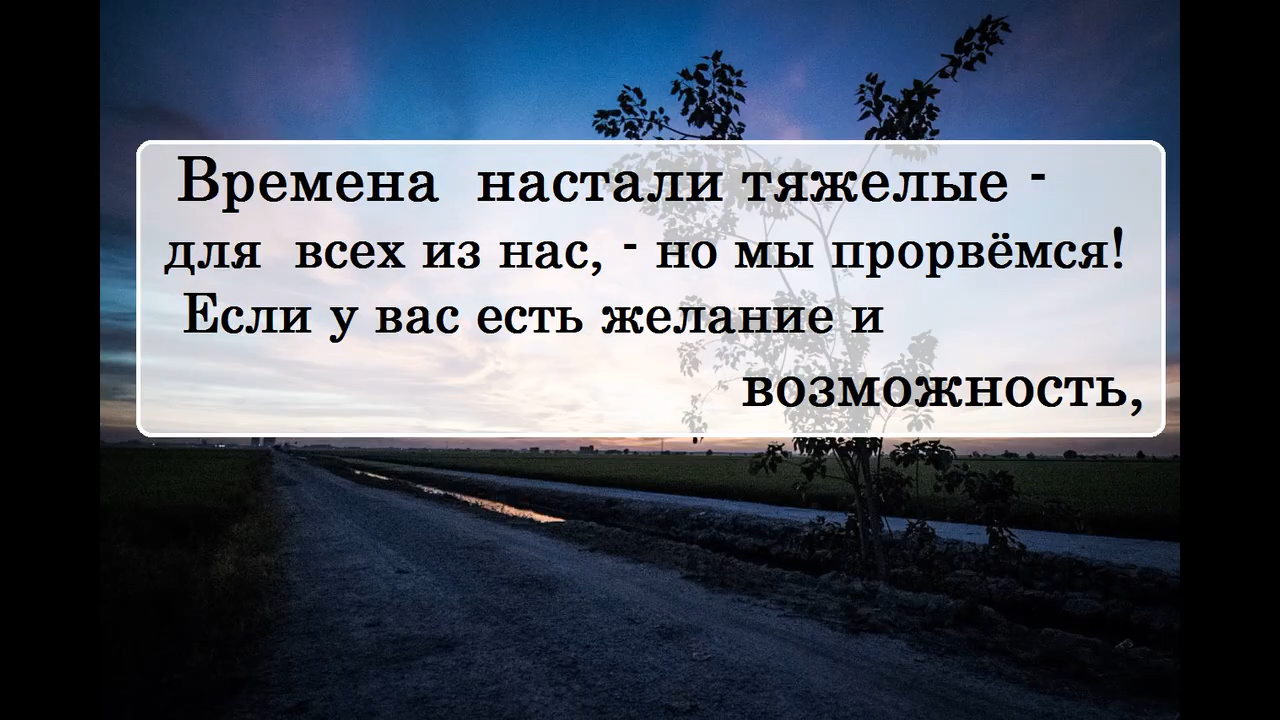 Времена настали тяжелые -
для всех из нас, - но мы прорвёмся!
Если у вас есть желание и
возможность,